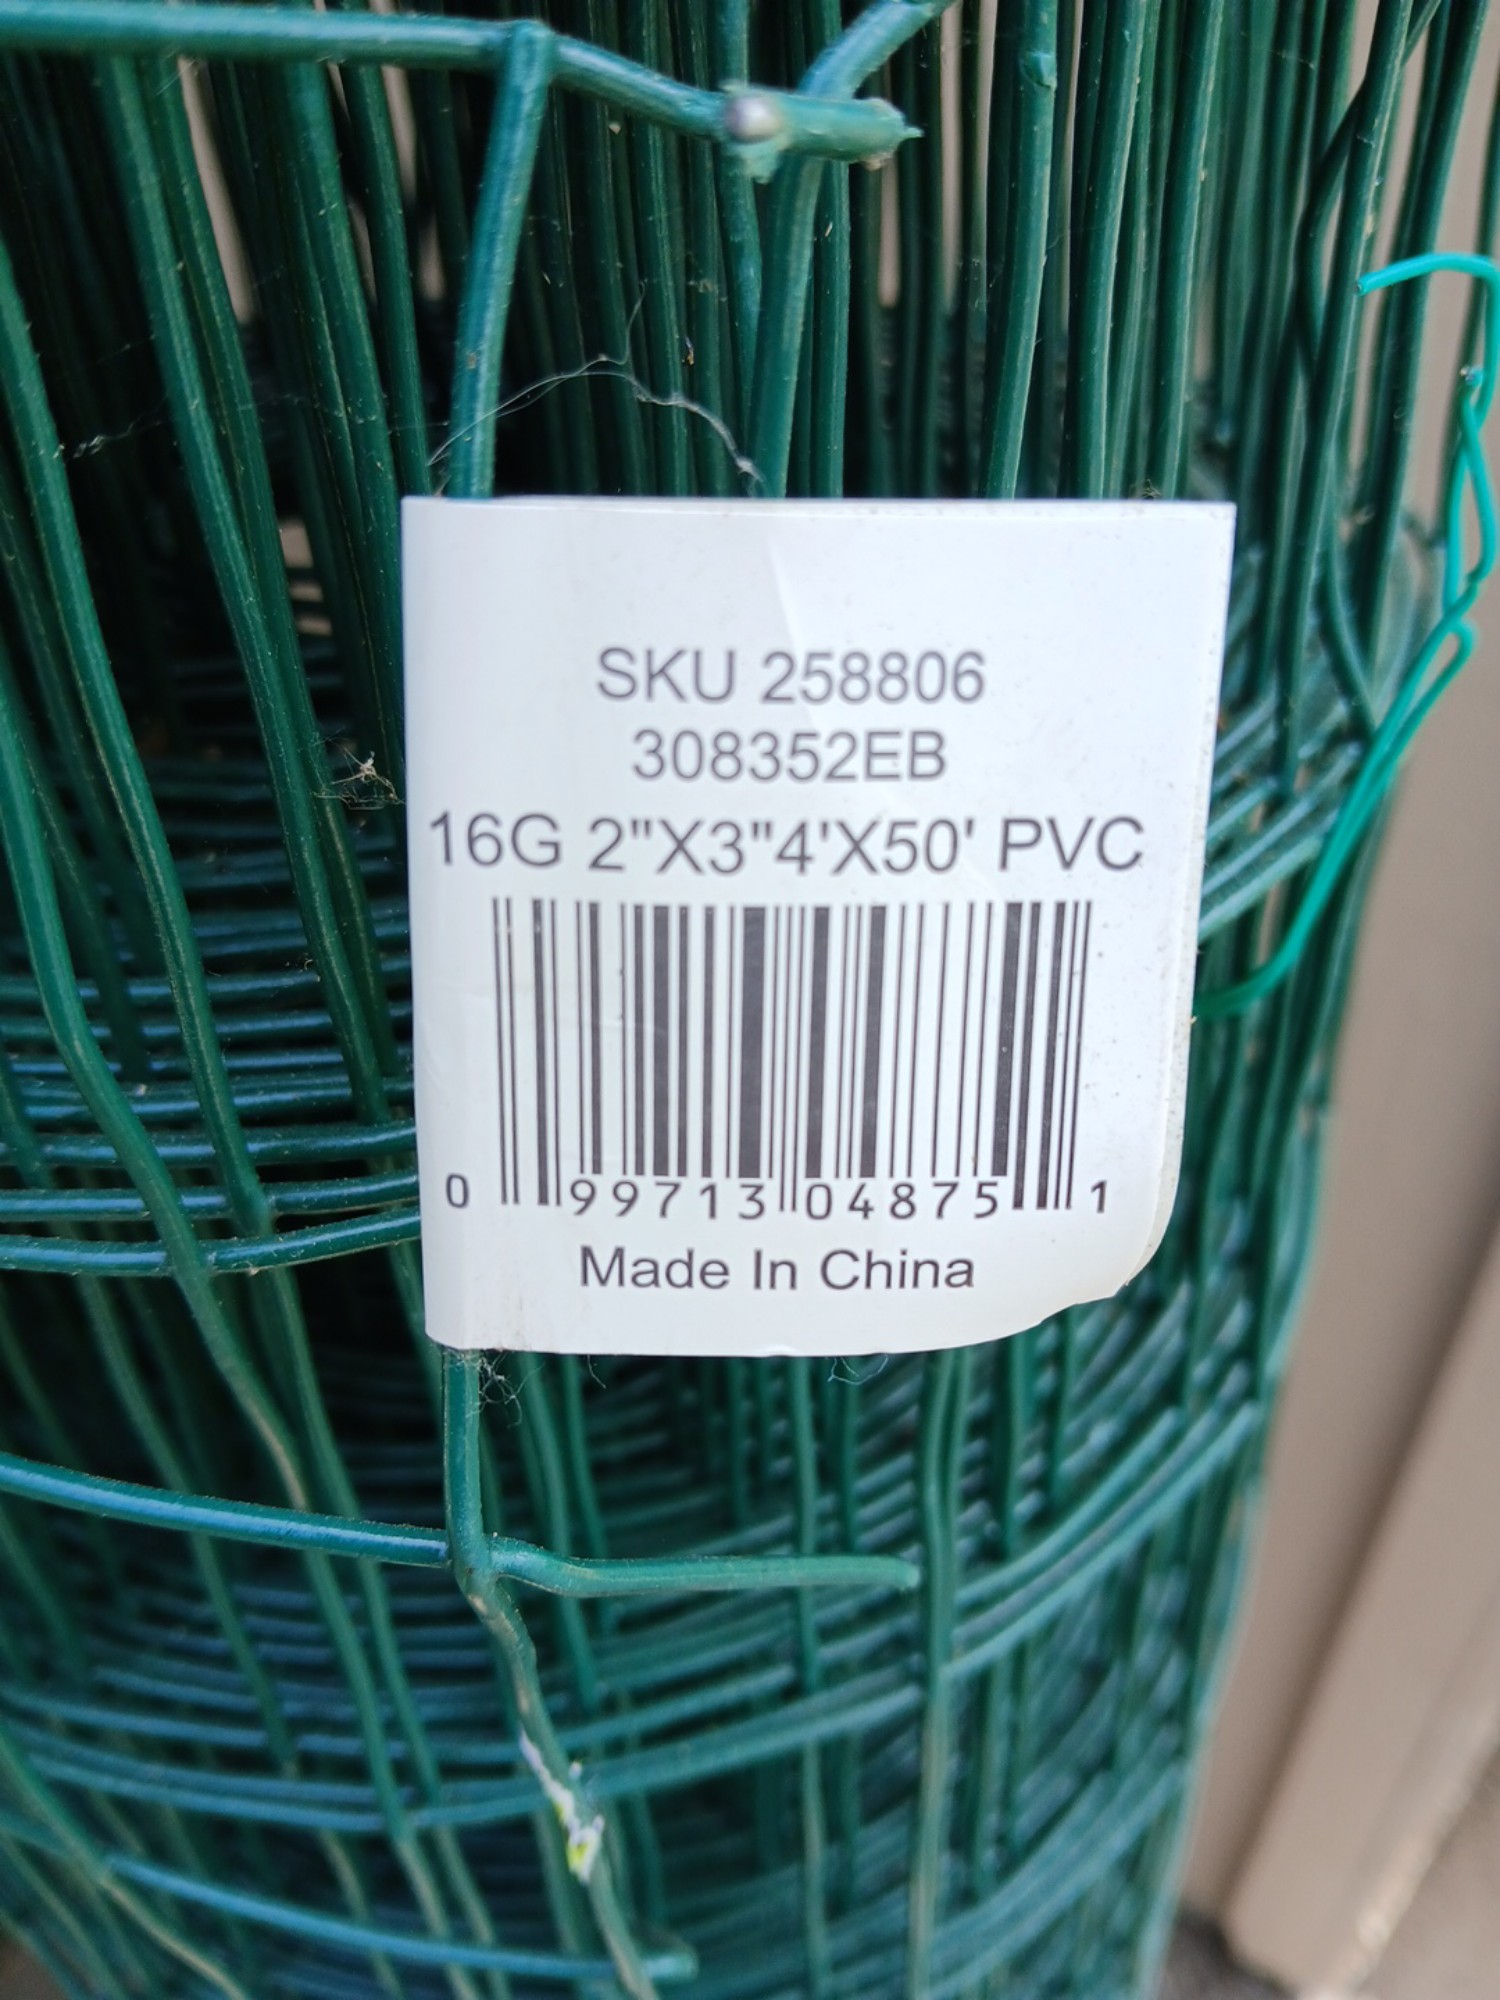 SKU 258806
308352EB
16G 2"X3"4'X50' PVC
0 99713 04875 1
Made In China